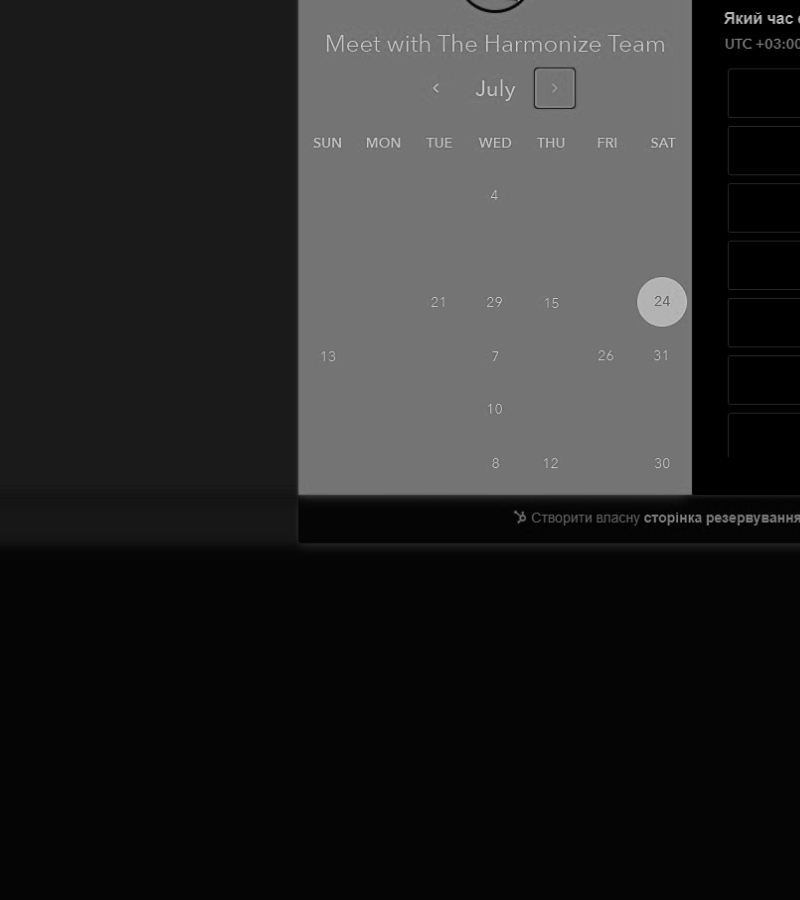 Meet with The Harmonize Team
July
SUN MON TUE WED THU FRI SAT
4
21 29 15 24
13 7 26 31
10
8 12 30
Який час
UTC +03:00
Створити власну сторінка резервування